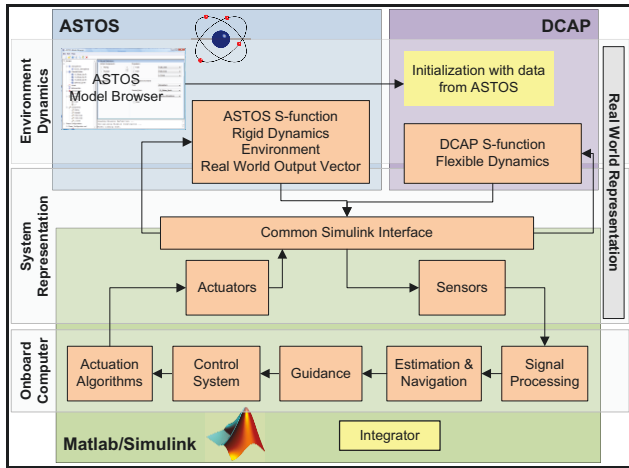 ASTOS
DCAP
Environment
Dynamics
ASTOS
Model Browser
Initialization with data
from ASTOS
ASTOS S-function
Rigid Dynamics
Environment
Real World Output Vector
DCAP S-function
Flexible Dynamics
Real World Representation
System
Representation
Common Simulink Interface
Actuators
Sensors
Onboard
Computer
Actuation
Algorithms
Control
System
Guidance
Estimation &
Navigation
Signal
Processing
Matlab/Simulink
Integrator